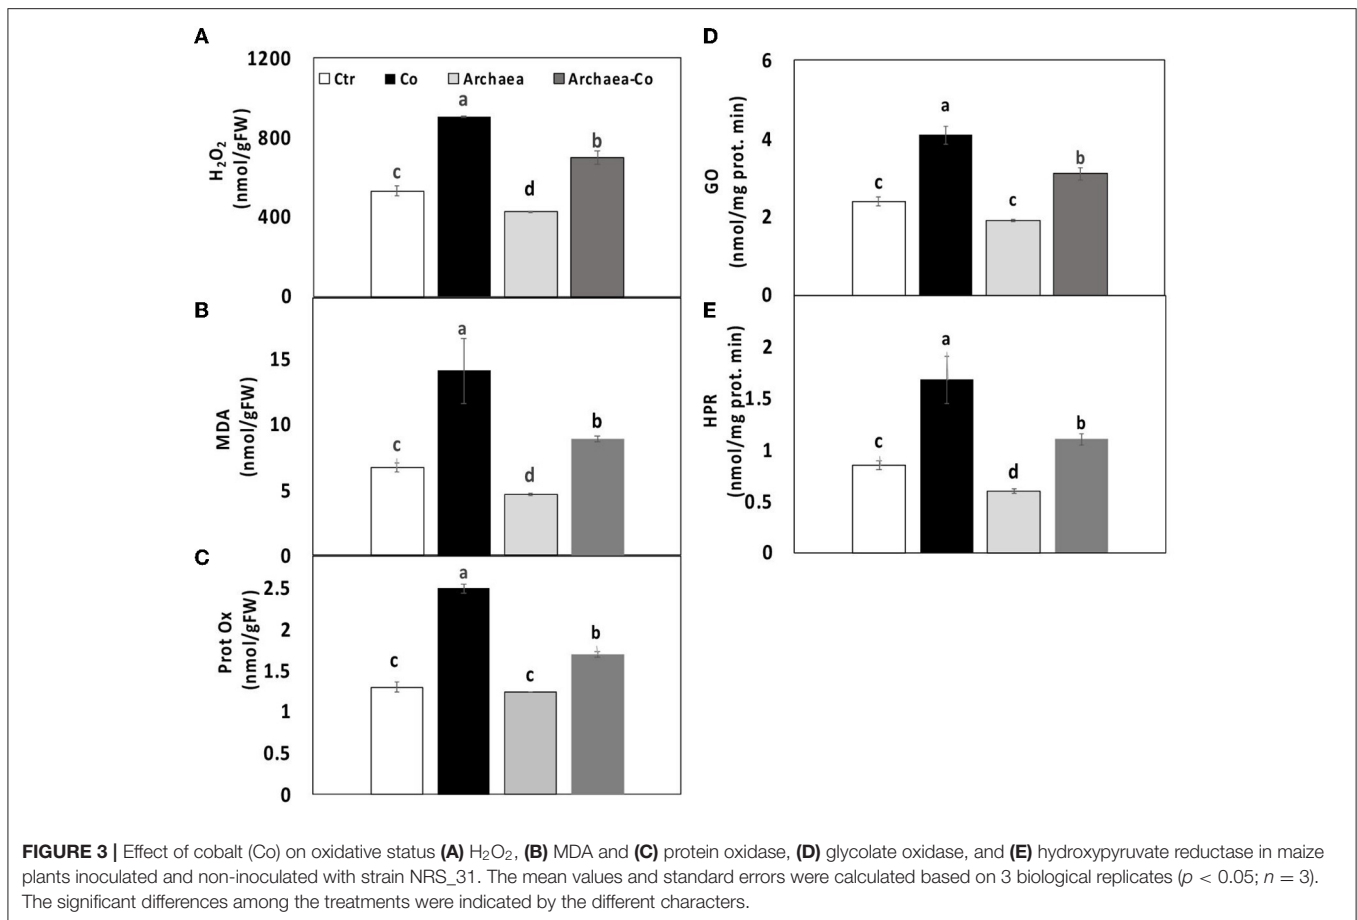 A
1200
800
400
0
H₂O₂
(nmol/gFW)
Ctr Co Archaea Archaea-Co
a
b
c
d
B
15
10
5
0
MDA
(nmol/gFW)
a
b
c
d
C
2.5
2
1.5
1
0.5
0
Prot Ox
(nmol/gFW)
a
b
c
c
D
6
4
2
0
GO
(nmol/mg prot. min)
a
b
c
c
E
2
1.5
1
0.5
0
HPR
(nmol/mg prot. min)
a
b
c
d
FIGURE 3 | Effect of cobalt (Co) on oxidative status (A) H₂O₂, (B) MDA and (C) protein oxidase, (D) glycolate oxidase, and (E) hydroxypyruvate reductase in maize
plants inoculated and non-inoculated with strain NRS_31. The mean values and standard errors were calculated based on 3 biological replicates (p < 0.05; n = 3).
The significant differences among the treatments were indicated by the different characters.